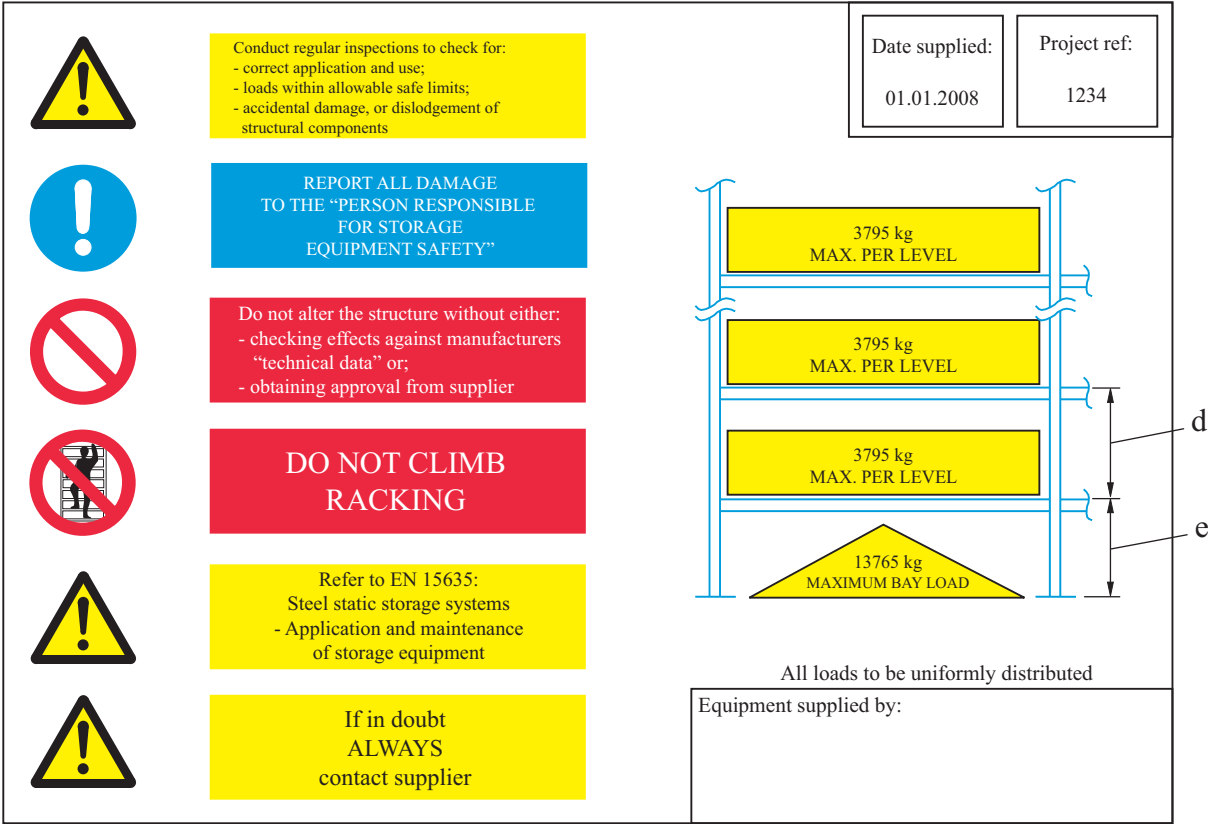 Conduct regular inspections to check for:
- correct application and use;
- loads within allowable safe limits;
- accidental damage, or dislodgement of
structural components
REPORT ALL DAMAGE
TO THE “PERSON RESPONSIBLE
FOR STORAGE
EQUIPMENT SAFETY”
Do not alter the structure without either:
- checking effects against manufacturers
“technical data” or;
- obtaining approval from supplier
DO NOT CLIMB
RACKING
Refer to EN 15635:
Steel static storage systems
- Application and maintenance
of storage equipment
If in doubt
ALWAYS
contact supplier
Date supplied:
01.01.2008
Project ref:
1234
3795 kg
MAX. PER LEVEL
3795 kg
MAX. PER LEVEL
d
3795 kg
MAX. PER LEVEL
e
13765 kg
MAXIMUM BAY LOAD
All loads to be uniformly distributed
Equipment supplied by: